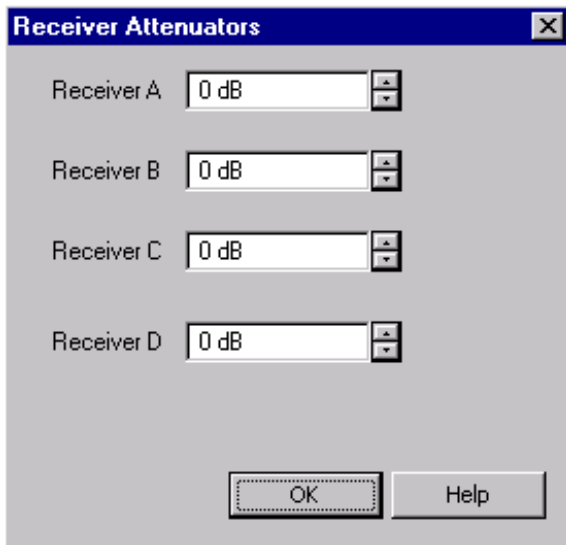 Receiver Attenuators
Receiver A 0 dB
Receiver B 0 dB
Receiver C 0 dB
Receiver D 0 dB
OK Help